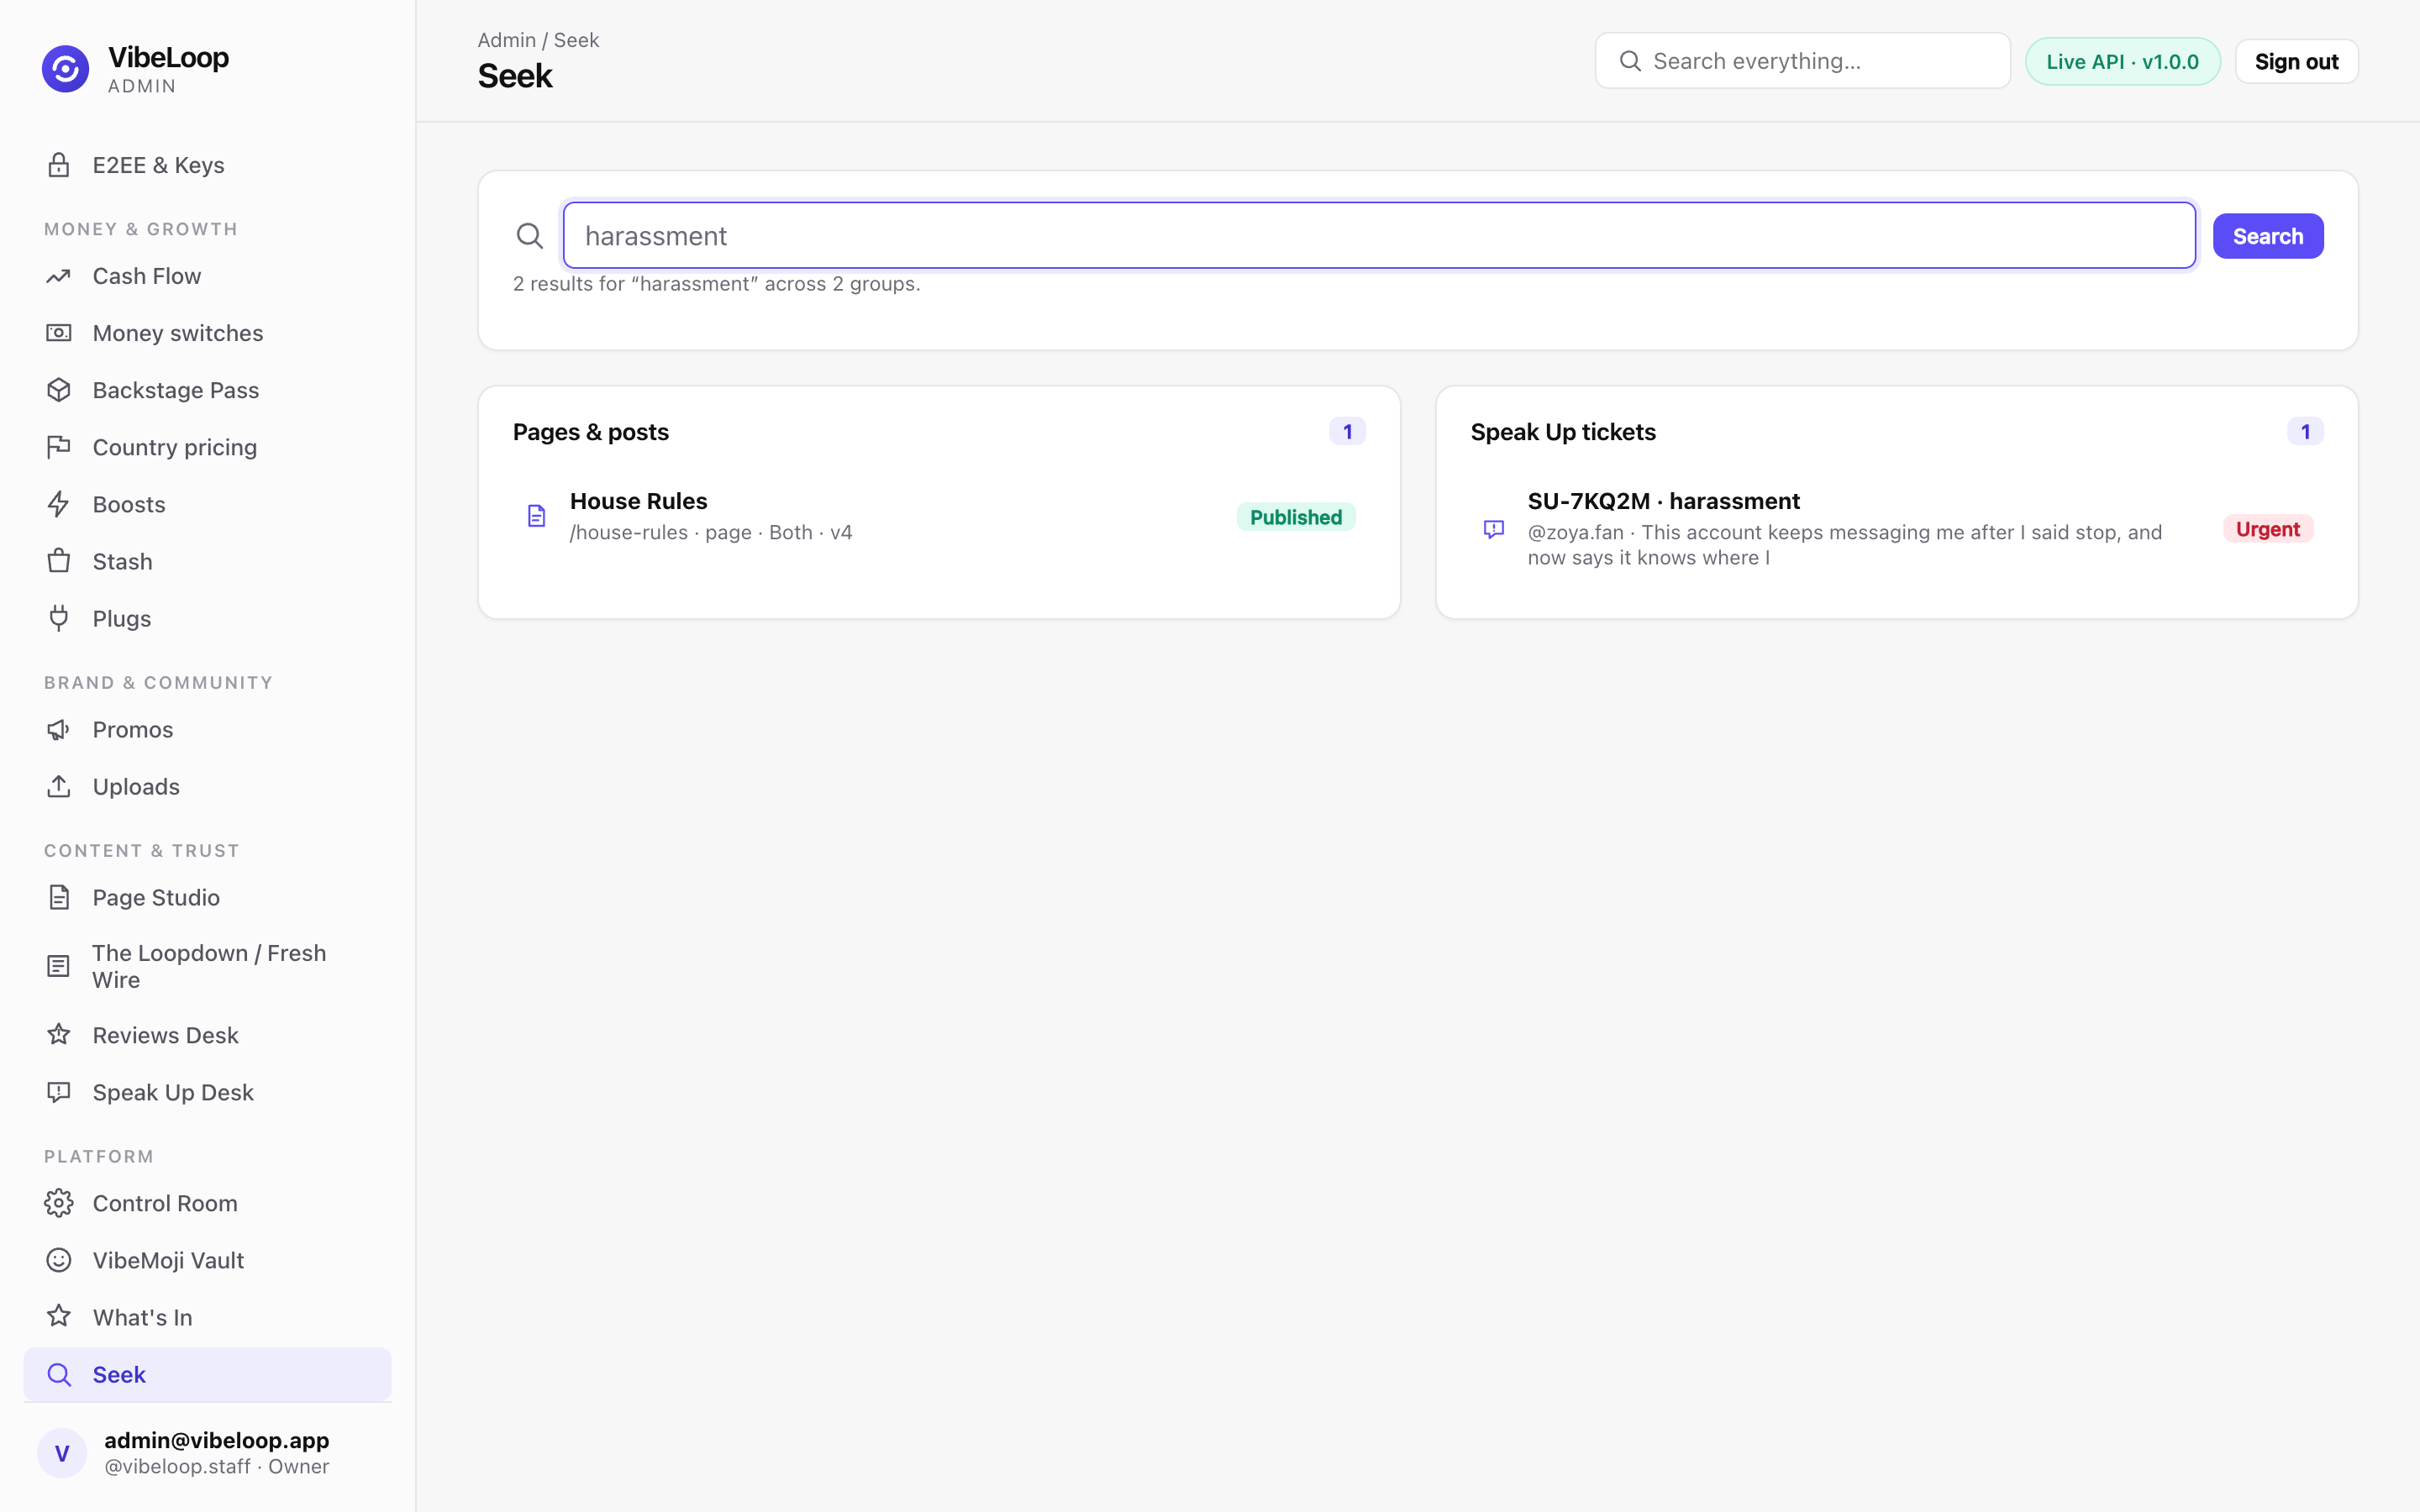 VibeLoop
ADMIN
E2EE & Keys
MONEY & GROWTH
Cash Flow
Money switches
Backstage Pass
Country pricing
Boosts
Stash
Plugs
BRAND & COMMUNITY
Promos
Uploads
CONTENT & TRUST
Page Studio
The Loopdown / Fresh
Wire
Reviews Desk
Speak Up Desk
PLATFORM
Control Room
VibeMoji Vault
What's In
Seek
V
admin@vibeloop.app
@vibeloop.staff · Owner
Admin / Seek
Seek
Search everything...
Live API · v1.0.0
Sign out
harassment
Search
2 results for “harassment” across 2 groups.
Pages & posts
1
House Rules
/house-rules · page · Both · v4
Published
Speak Up tickets
1
SU-7KQ2M · harassment
@zoya.fan · This account keeps messaging me after I said stop, and
now says it knows where I
Urgent